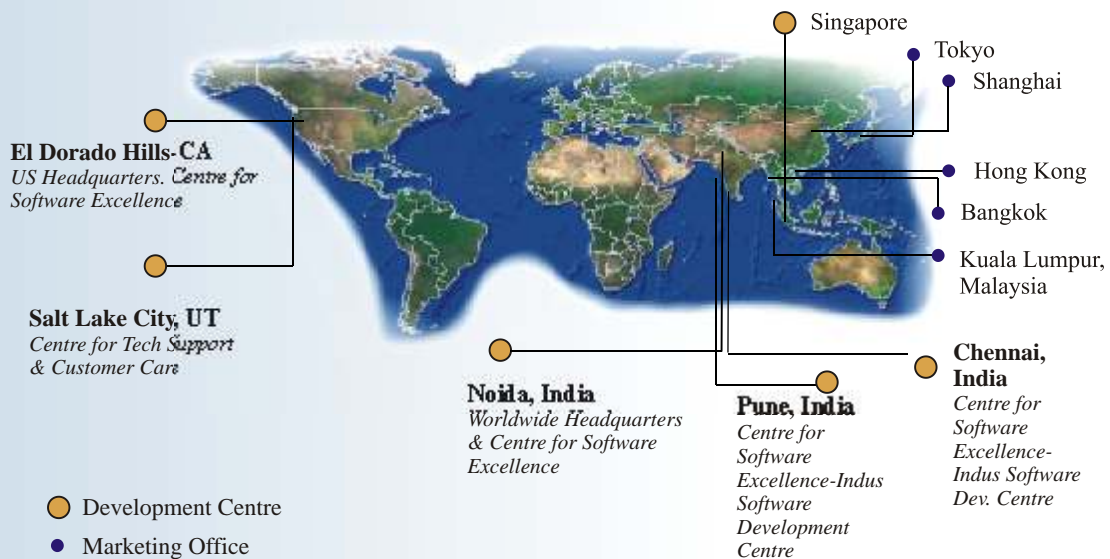 Singapore
Tokyo
Shanghai
Hong Kong
Bangkok
Kuala Lumpur,
Malaysia
El Dorado Hills-CA
US Headquarters. Centre for
Software Excellence
Salt Lake City, UT
Centre for Tech Support
& Customer Care
Noida, India
Worldwide Headquarters
& Centre for Software
Excellence
Pune, India
Centre for
Software
Excellence-Indus
Software
Development
Centre
Chennai,
India
Centre for
Software
Excellence-
Indus Software
Dev. Centre
Development Centre
Marketing Office